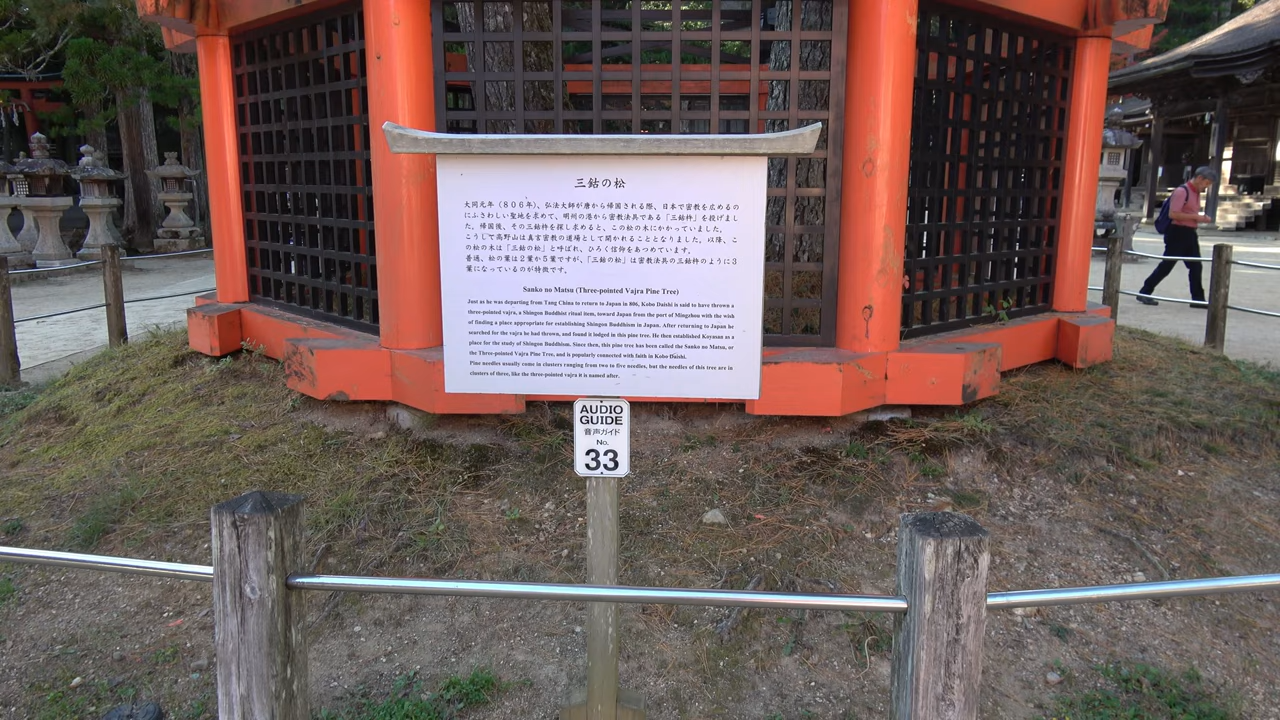 三鈷の松
大同元年(806年)、弘法大師が唐から帰国される際、日本で密教を広めるの
にふさわしい聖地を求めて、明州の港から密教法具である「三鈷杵」を投げまし
た。帰国後、その三鈷杵を探し求めると、この松の木にかかっていました。
こうして高野山は真言密教の道場として開かれることとなりました。以降、こ
の松の木は「三鈷の松」と呼ばれ、ひろく信仰をあつめています。
普通、松の葉は2葉か5葉ですが、「三鈷の松」は密教法具の三鈷杵のように3
葉になっているのが特徴です。
Sanko no Matsu (Three-pointed Vajra Pine Tree)
Just as he was departing from Tang China to return to Japan in 806, Kobo Daishi is said to have thrown a
three-pointed vajra, a Shingon Buddhist ritual item, toward Japan from the port of Mingzhou with the wish
of finding a place appropriate for establishing Shingon Buddhism in Japan. After returning to Japan he
searched for the vajra he had thrown, and found it lodged in this pine tree. He then established Koyasan as a
place for the study of Shingon Buddhism. Since then, this pine tree has been called the Sanko no Matsu, or
the Three-pointed Vajra Pine Tree, and is popularly connected with faith in Kobo Daishi.
Pine needles usually come in clusters ranging from two to five needles, but the needles of this tree are in
clusters of three, like the three-pointed vajra it is named after.
AUDIO
GUIDE
音声ガイド
No.
33